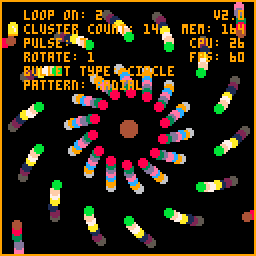 LOOP ON: 2 V2.0
CLUSTER COUNT: 14 MEM: 164
PULSE: CPU: 26
ROTATE: 1 FPS: 60
BULLET TYPE: CIRCLE
PATTERN: RADIAL